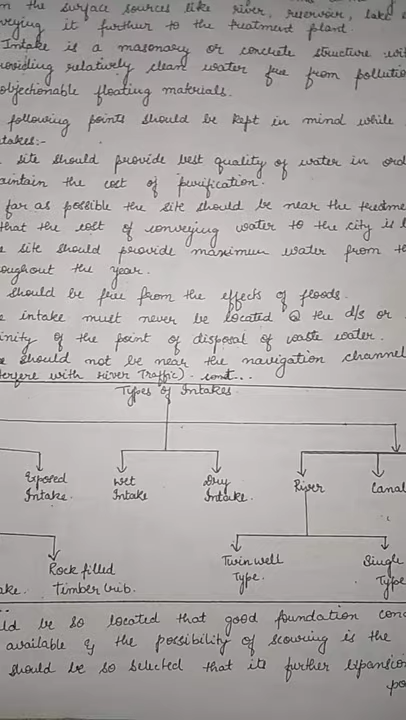 m the surface sources like river, reservoir, lake
veying it further to the treatment plant.
Intake is a masonary or concrete structure with
roviding relatively clean water free from pollution
objectionable floating materials.
following points should be kept in mind while
takes:-
site should provide best quality of water in ord
aintain the cost of purification.
far as possible the site should be near the treatme
that the cost of conveying water to the city is l
e site should provide maximum water from th
oughout the year.
should be free from the effects of floods.
e intake must never be located @ the d/s or
inity of the point of disposal of waste water.
e should not be near the navigation channel
terfere with river Traffic). cont...
Types of Intakes.
Exposed Intake.
Wet Intake
Dry Intake.
River
Canal
ake.
Rock filled Timber Crib.
Twin well Type.
Single Type
ld be so located that good foundation cond
available & the possibility of scouring is the
should be so selected that its further expansion
po